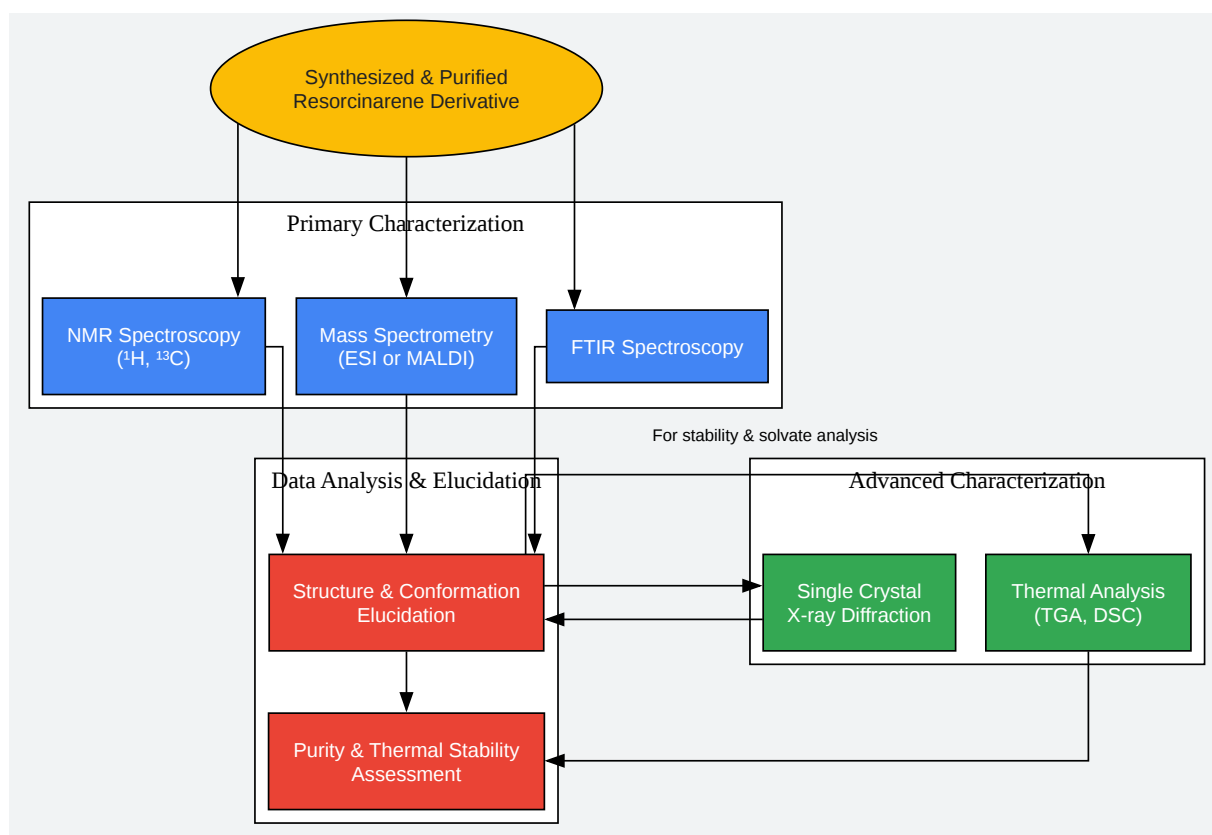 Synthesized & Purified
Resorcinarene Derivative
Primary Characterization
NMR Spectroscopy
(¹H, ¹³C)
Mass Spectrometry
(ESI or MALDI)
FTIR Spectroscopy
For stability & solvate analysis
Data Analysis & Elucidation
Advanced Characterization
Structure & Conformation
Elucidation
Single Crystal
X-ray Diffraction
Thermal Analysis
(TGA, DSC)
Purity & Thermal Stability
Assessment